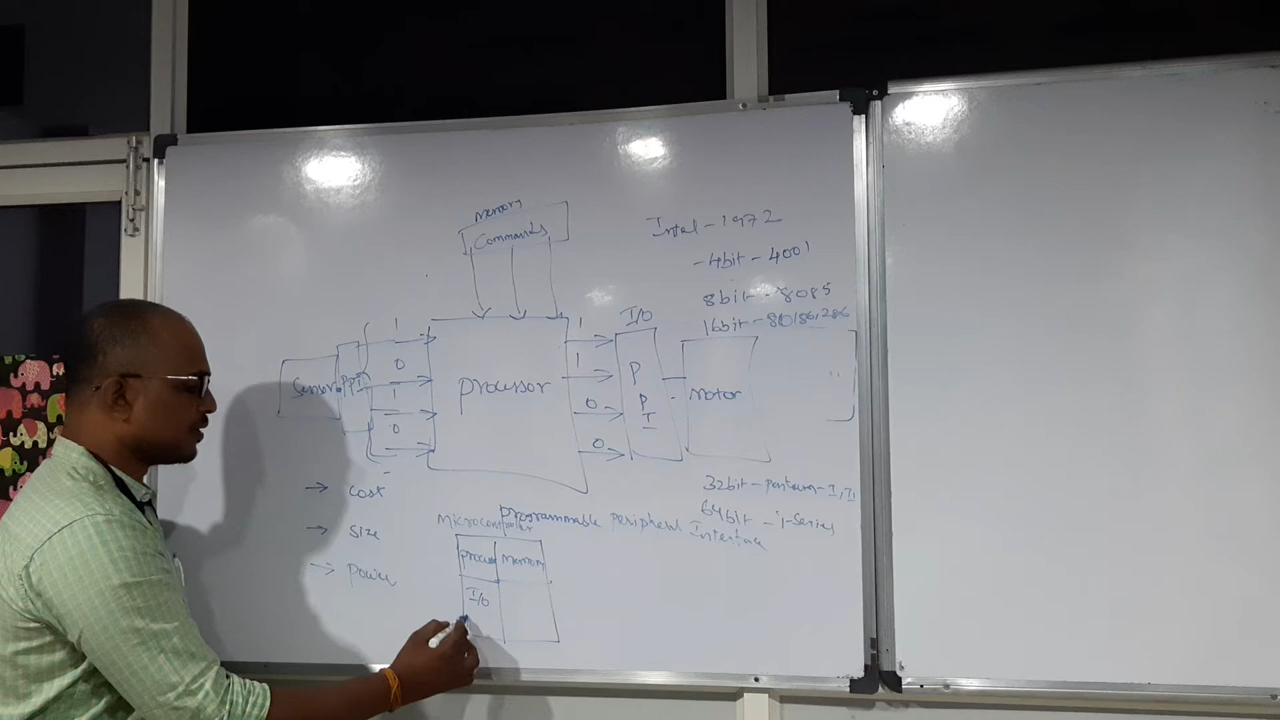 Memory
Commands
Intel - 1972
- 4bit - 4001
8bit - 8085
16bit - 80186,286
I/O
1
0
1
0
Sensor
PPI
processor
1
1
0
0
P
P
I
Motor
→ cost
→ size
→ power
32bit - pentium - I, II
64bit - i-series
programmable peripheral Interface
Microcontroller
Memory
I/O